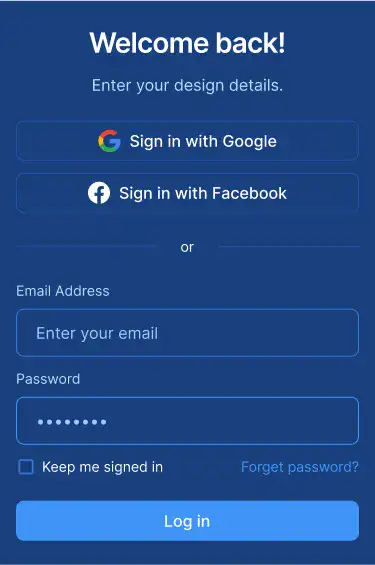 Welcome back!
Enter your design details.
Sign in with Google
Sign in with Facebook
or
Email Address
Enter your email
Password
••••••••
Keep me signed in Forget password?
Log in